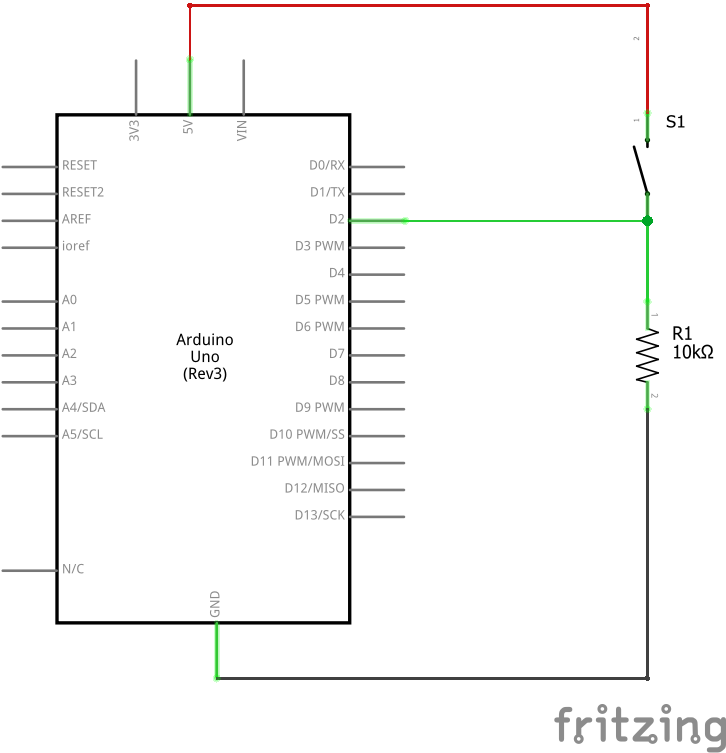 3V3
5V
VIN
2
1
S1
RESET
RESET2
AREF
ioref
A0
A1
A2
A3
A4/SDA
A5/SCL
N/C
Arduino
Uno
(Rev3)
D0/RX
D1/TX
D2
D3 PWM
D4
D5 PWM
D6 PWM
D7
D8
D9 PWM
D10 PWM/SS
D11 PWM/MOSI
D12/MISO
D13/SCK
1
R1
10kΩ
2
GND
fritzing